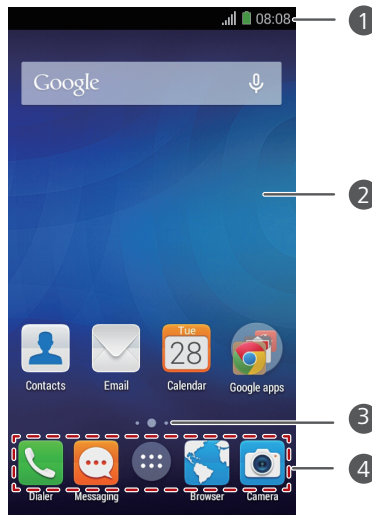 08:08
1
Google
2
Tue
28
Contacts Email Calendar Google apps
3
4
Dialer Messaging Browser Camera